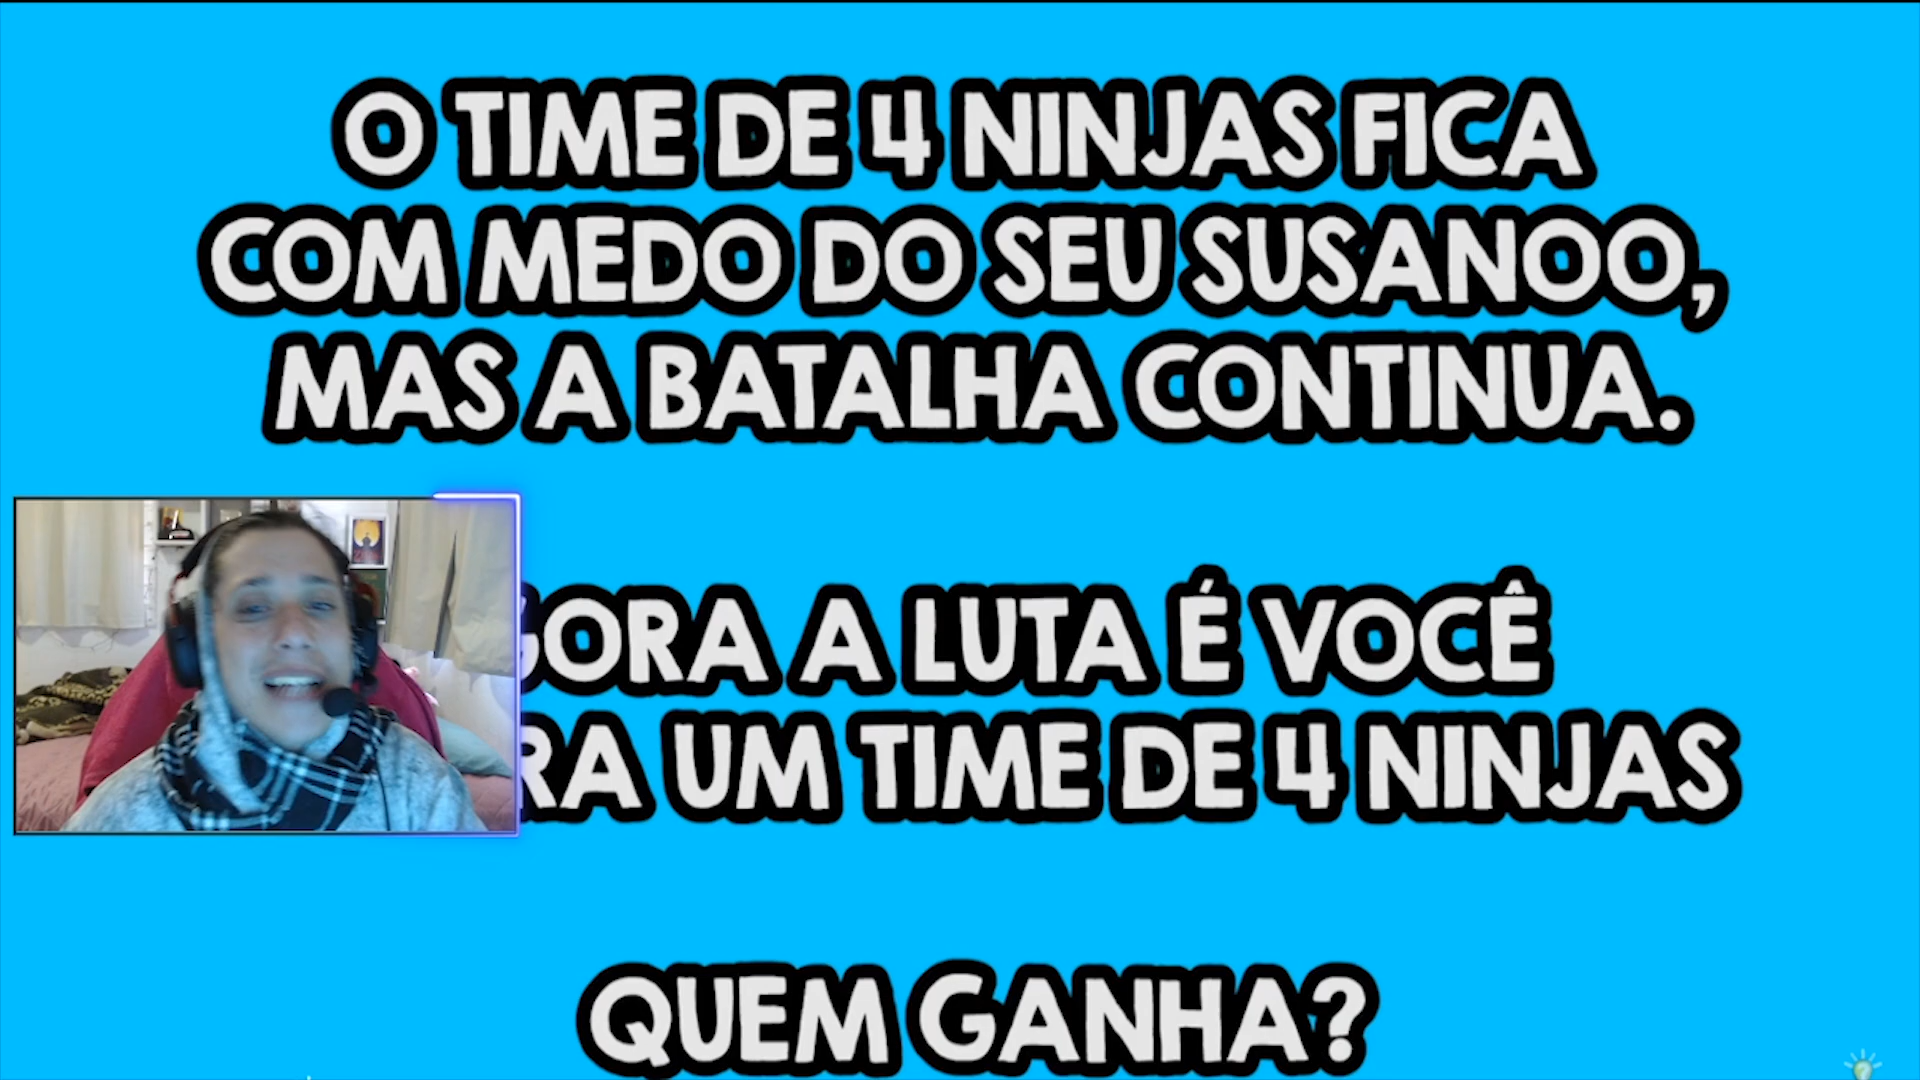 O TIME DE 4 NINJAS FICA
COM MEDO DO SEU SUSANOO,
MAS A BATALHA CONTINUA.
GORA A LUTA É VOCÊ
RA UM TIME DE 4 NINJAS
QUEM GANHA?